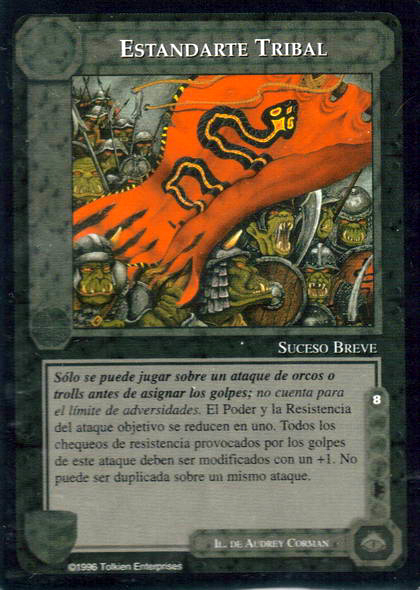 ESTANDARTE TRIBAL
SUCESO BREVE
Sólo se puede jugar sobre un ataque de orcos o
trolls antes de asignar los golpes; no cuenta para
el límite de adversidades. El Poder y la Resistencia
del ataque objetivo se reducen en uno. Todos los
chequeos de resistencia provocados por los golpes
de este ataque deben ser modificados con un +1. No
puede ser duplicada sobre un mismo ataque.
8
IL. DE AUDREY CORMAN
©1996 Tolkien Enterprises